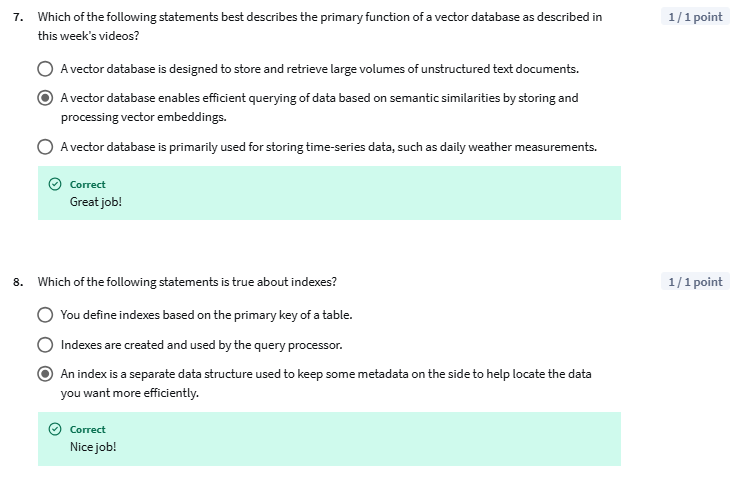 7. Which of the following statements best describes the primary function of a vector database as described in
this week's videos?
1 / 1 point
A vector database is designed to store and retrieve large volumes of unstructured text documents.
A vector database enables efficient querying of data based on semantic similarities by storing and
processing vector embeddings.
A vector database is primarily used for storing time-series data, such as daily weather measurements.
Correct
Great job!
8. Which of the following statements is true about indexes?
1 / 1 point
You define indexes based on the primary key of a table.
Indexes are created and used by the query processor.
An index is a separate data structure used to keep some metadata on the side to help locate the data
you want more efficiently.
Correct
Nice job!